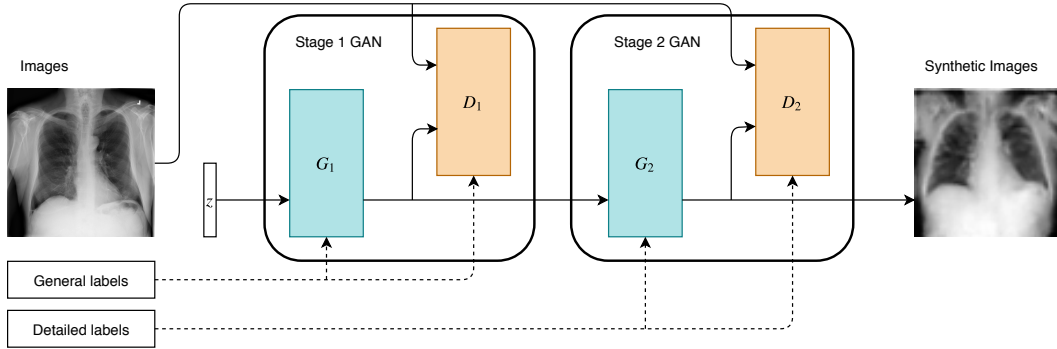 Images
Stage 1 GAN
Stage 2 GAN
Synthetic Images
D1
D2
G1
G2
z
General labels
Detailed labels